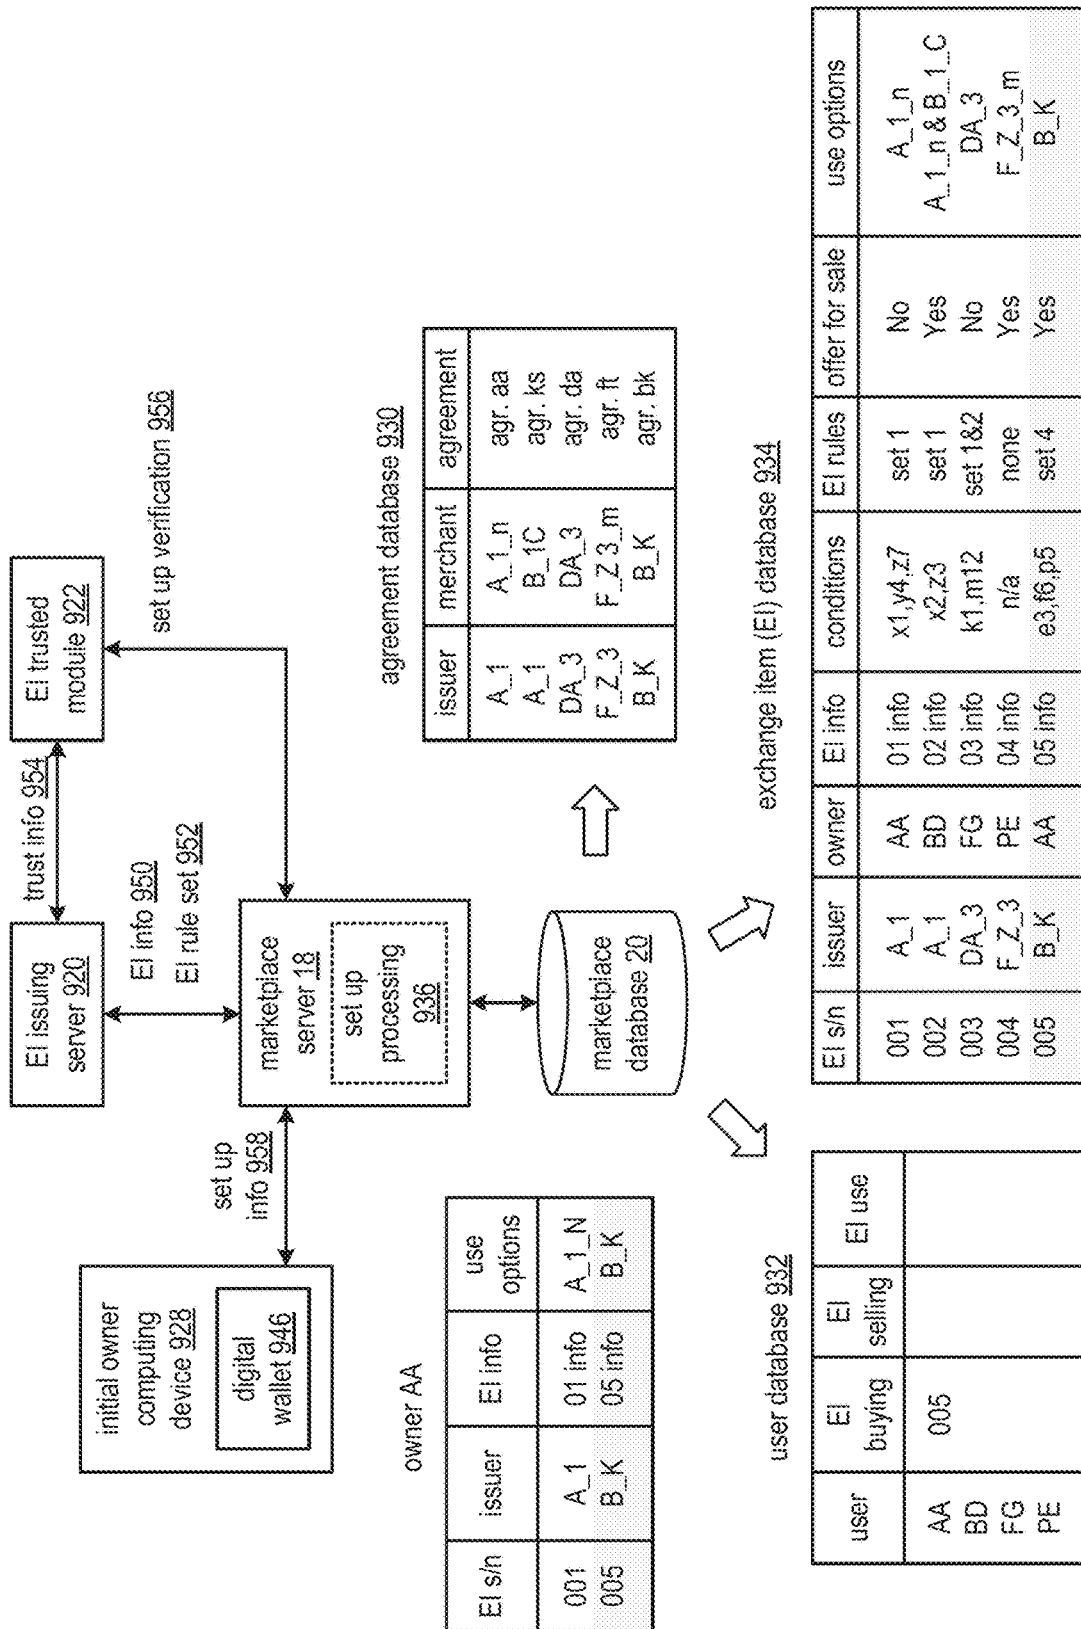 initial owner
computing
device 928
digital
wallet 946
set up
info 958
EI issuing
server 920
trust info 954
EI trusted
module 922
EI info 950
EI rule set 952
set up verification 956
marketplace
server 18
set up
processing
936
marketplace
database 20
owner AA
EI s/n issuer EI info use options
001 A_1 01 info A_1_N
005 B_K 05 info B_K
agreement database 930
issuer merchant agreement
A_1 A_1_n agr. aa
A_1 B_1C agr. ks
DA_3 DA_3 agr. da
F_Z_3 F_Z 3_m agr. ft
B_K B_K agr. bk
user database 932
user EI buying EI selling EI use
AA 005
BD
FG
PE
exchange item (EI) database 934
EI s/n issuer owner EI info conditions EI rules offer for sale use options
001 A_1 AA 01 info x1,y4,z7 set 1 No A_1_n
002 A_1 BD 02 info x2,z3 set 1 Yes A_1_n & B_1_C
003 DA_3 FG 03 info k1,m12 set 1&2 No DA_3
004 F_Z_3 PE 04 info n/a none Yes F_Z_3_m
005 B_K AA 05 info e3,f6,p5 set 4 Yes B_K